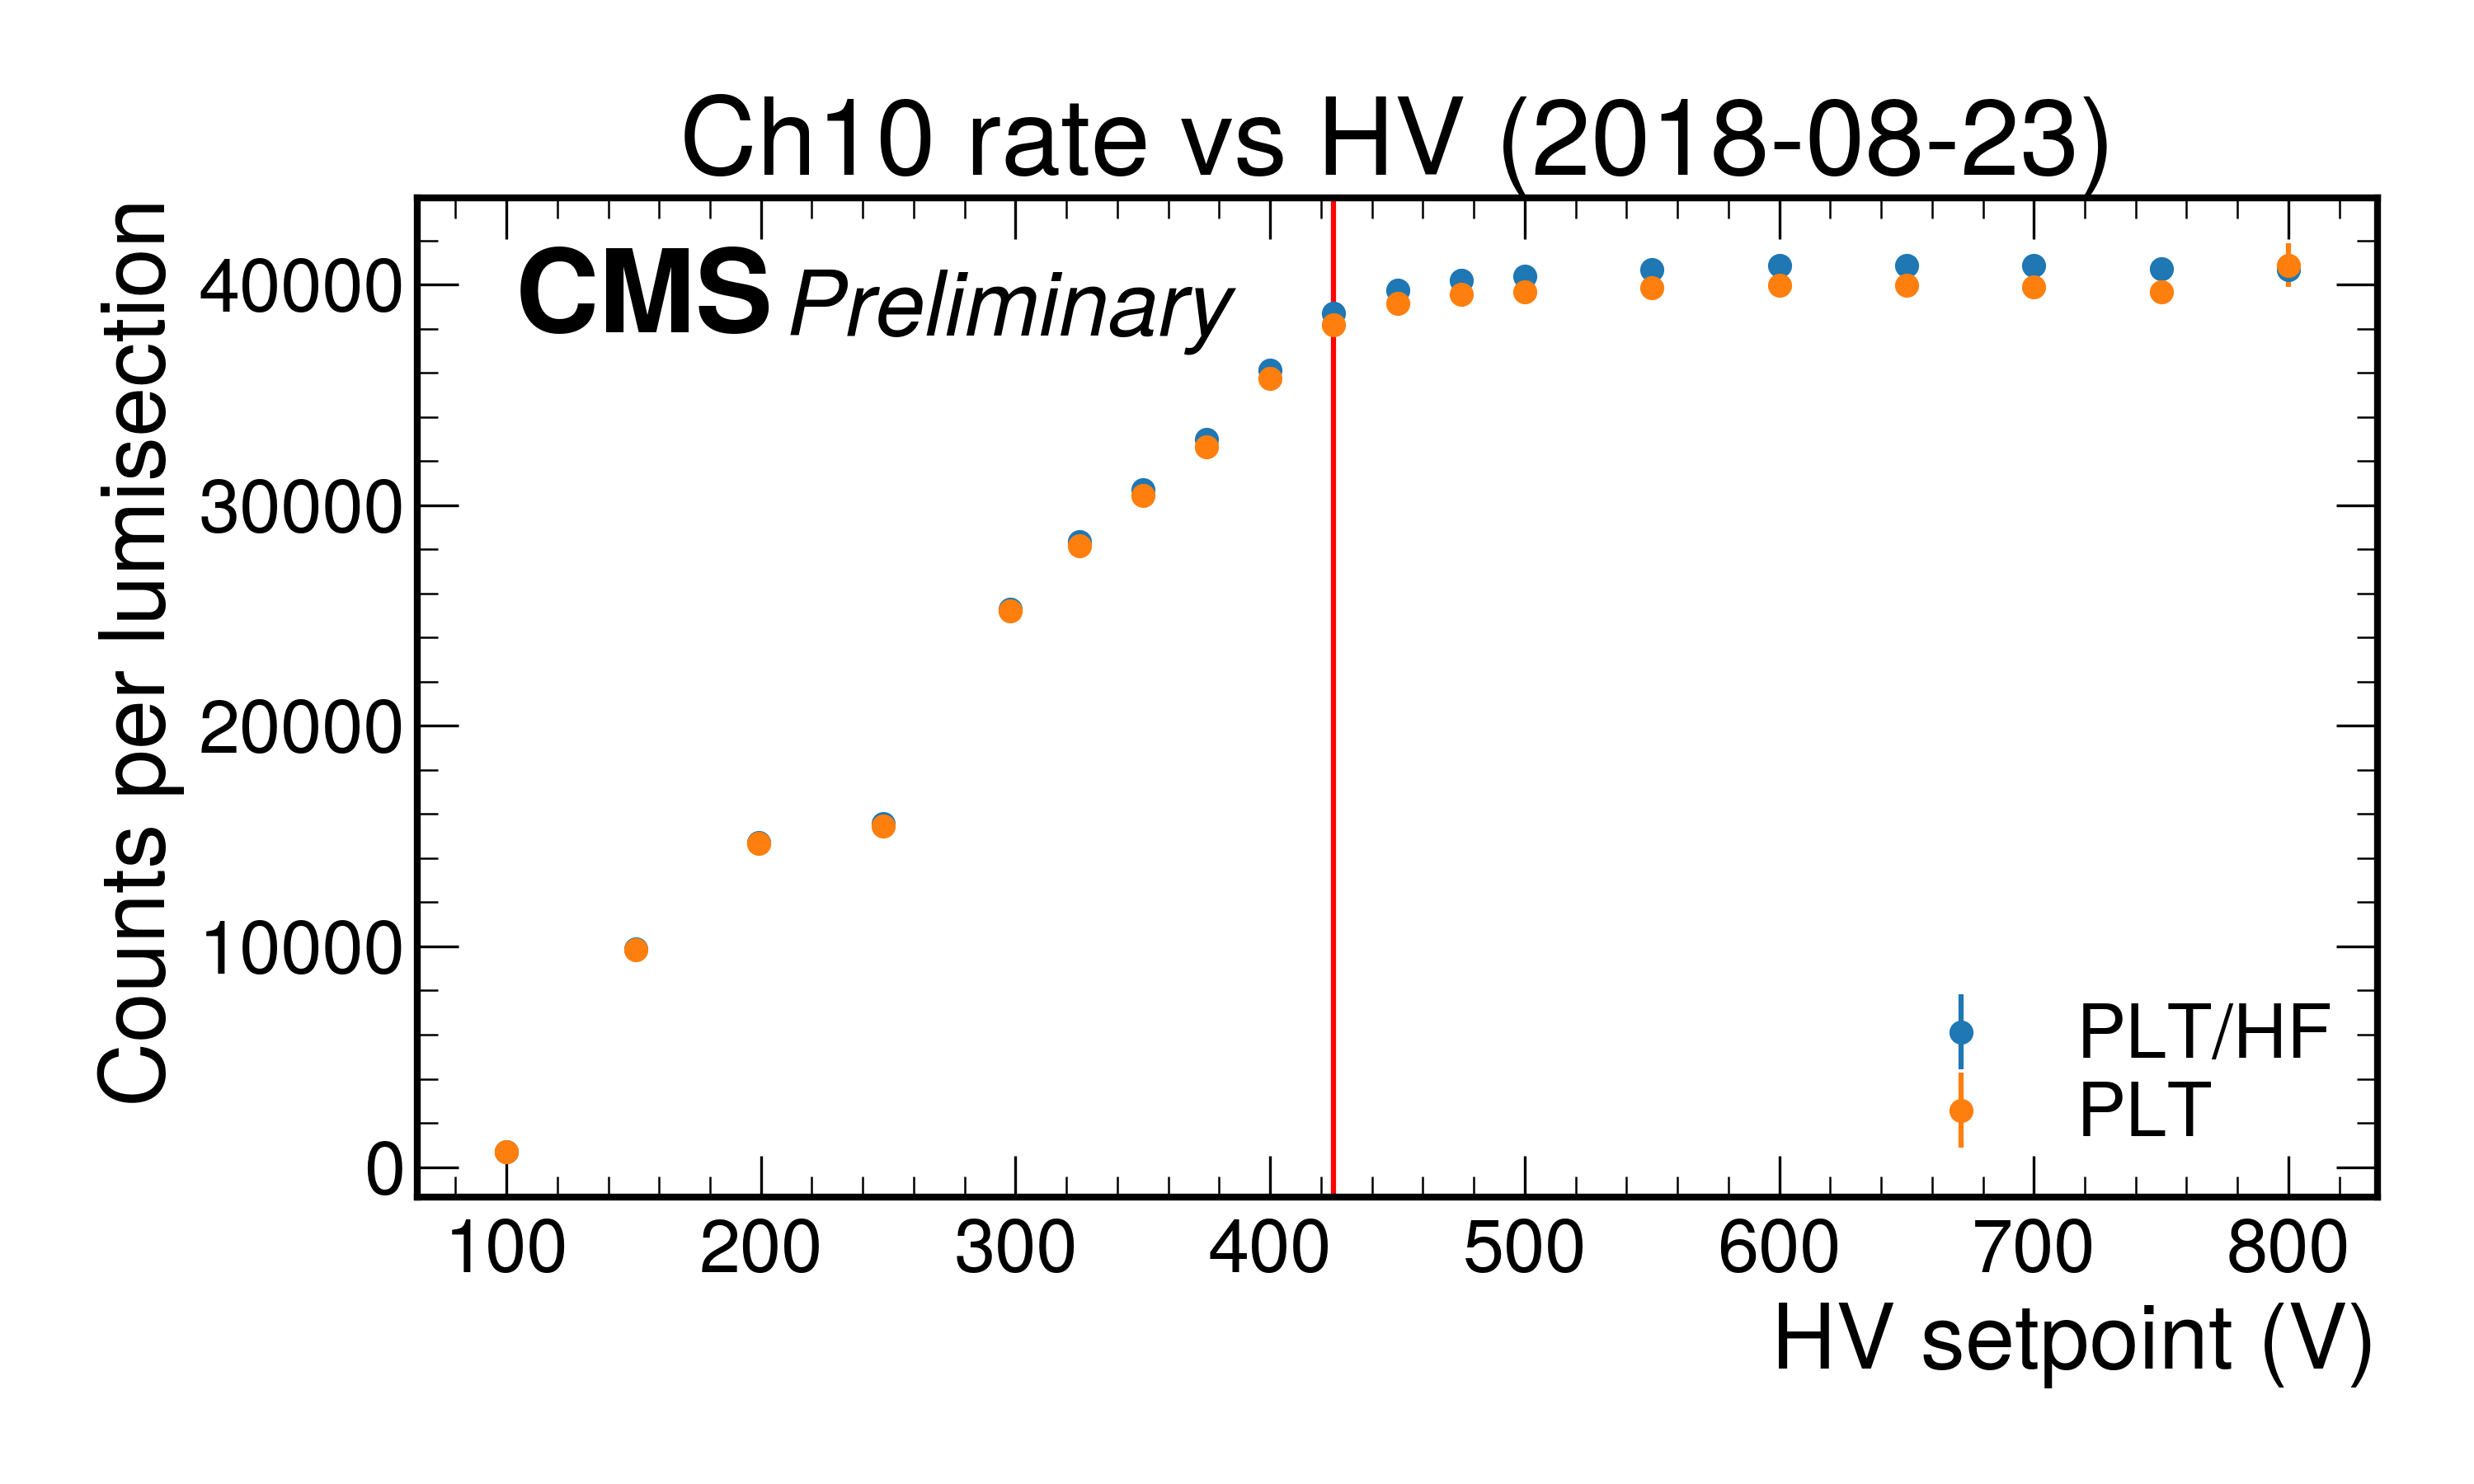 Ch10 rate vs HV (2018-08-23)
CMS Preliminary
Counts per lumisection
40000
30000
20000
10000
0
PLT/HF
PLT
100 200 300 400 500 600 700 800
HV setpoint (V)